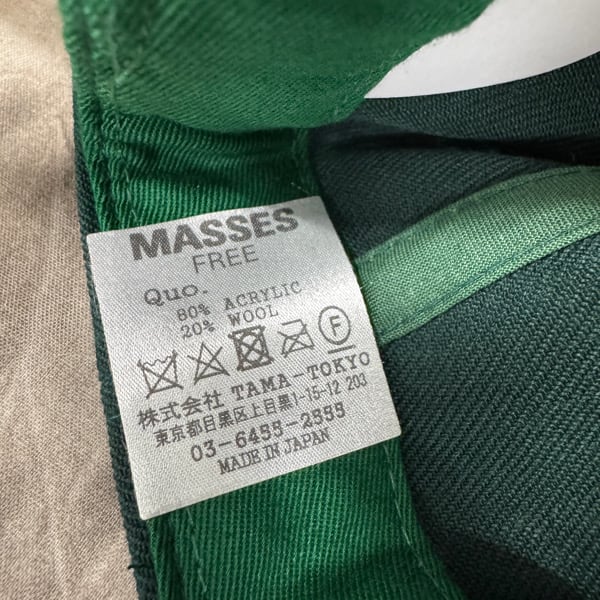 MASSES
FREE
Quo.
80% ACRYLIC
20% WOOL
F
株式会社 TAMA-TOKYO
東京都目黒区上目黒1-15-12 203
03-6455-2555
MADE IN JAPAN